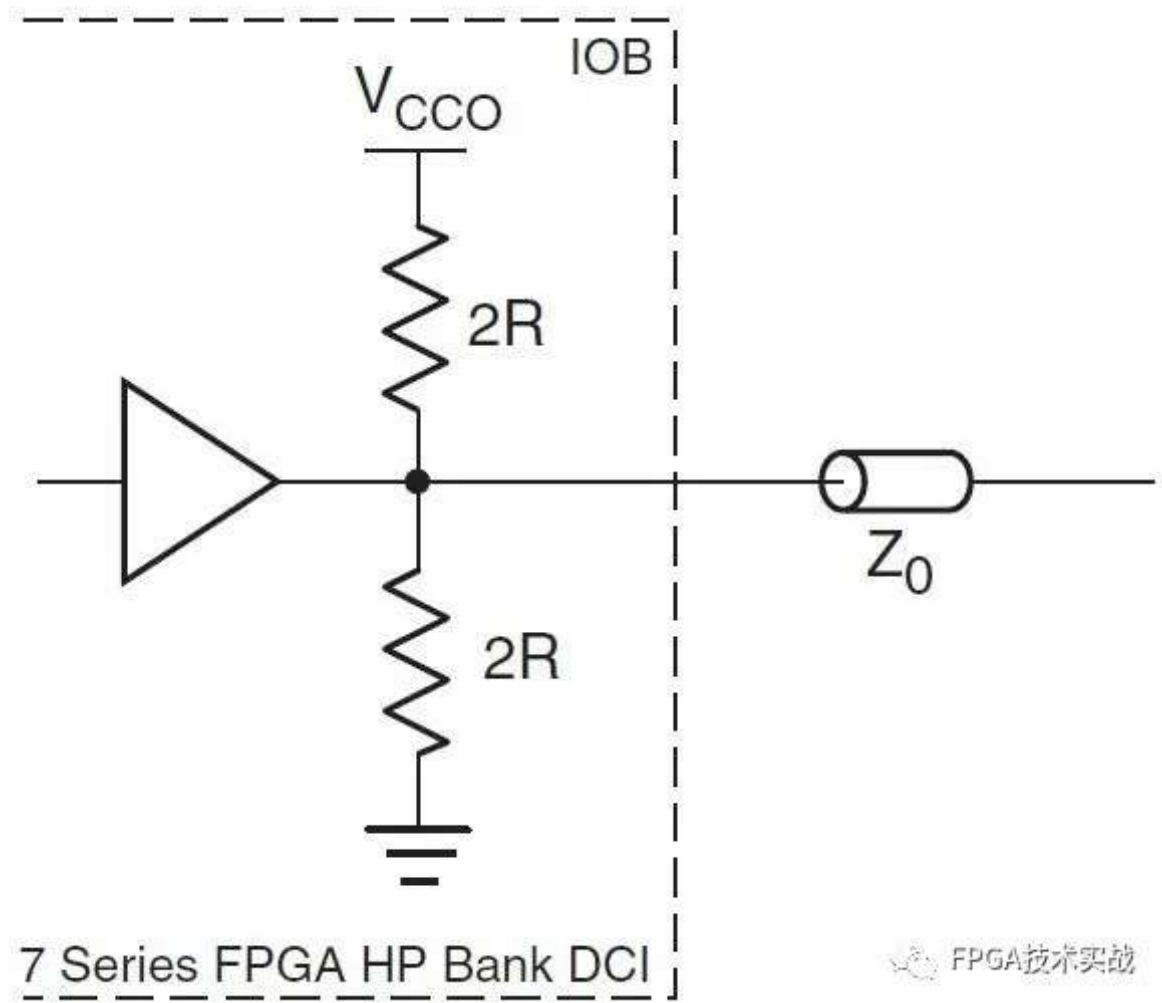 IOB
VCCO
2R
Z0
2R
7 Series FPGA HP Bank DCI
FPGA技术实战